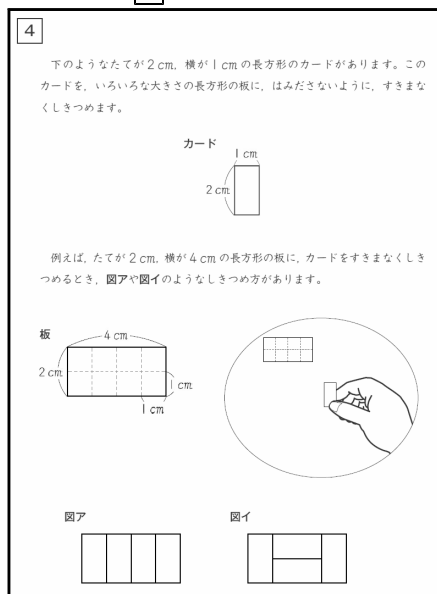 4
下のようなたてが2cm，横が1cmの長方形のカードがあります。この
カードを，いろいろな大きさの長方形の板に，はみださないように，すきまな
くしきつめます。
カード
1cm
2cm
例えば，たてが2cm，横が4cmの長方形の板に，カードをすきまなくしき
つめるとき，図アや図イのようなしきつめ方があります。
板
4cm
2cm
1cm
1cm
図ア
図イ